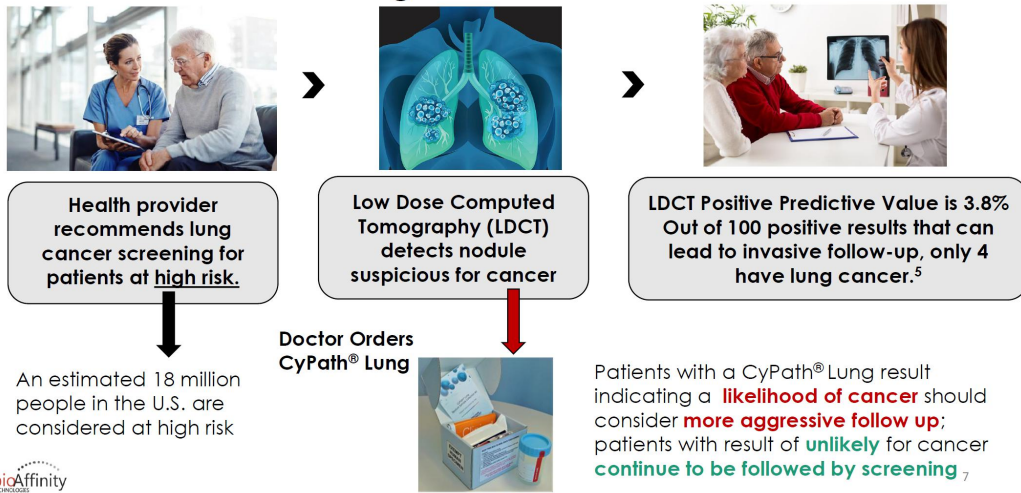 Health provider
recommends lung
cancer screening for
patients at high risk.
Low Dose Computed
Tomography (LDCT)
detects nodule
suspicious for cancer
LDCT Positive Predictive Value is 3.8%
Out of 100 positive results that can
lead to invasive follow-up, only 4
have lung cancer.5
Doctor Orders
CyPath® Lung
An estimated 18 million
people in the U.S. are
considered at high risk
Patients with a CyPath® Lung result
indicating a likelihood of cancer should
consider more aggressive follow up;
patients with result of unlikely for cancer
continue to be followed by screening
7
Affinity